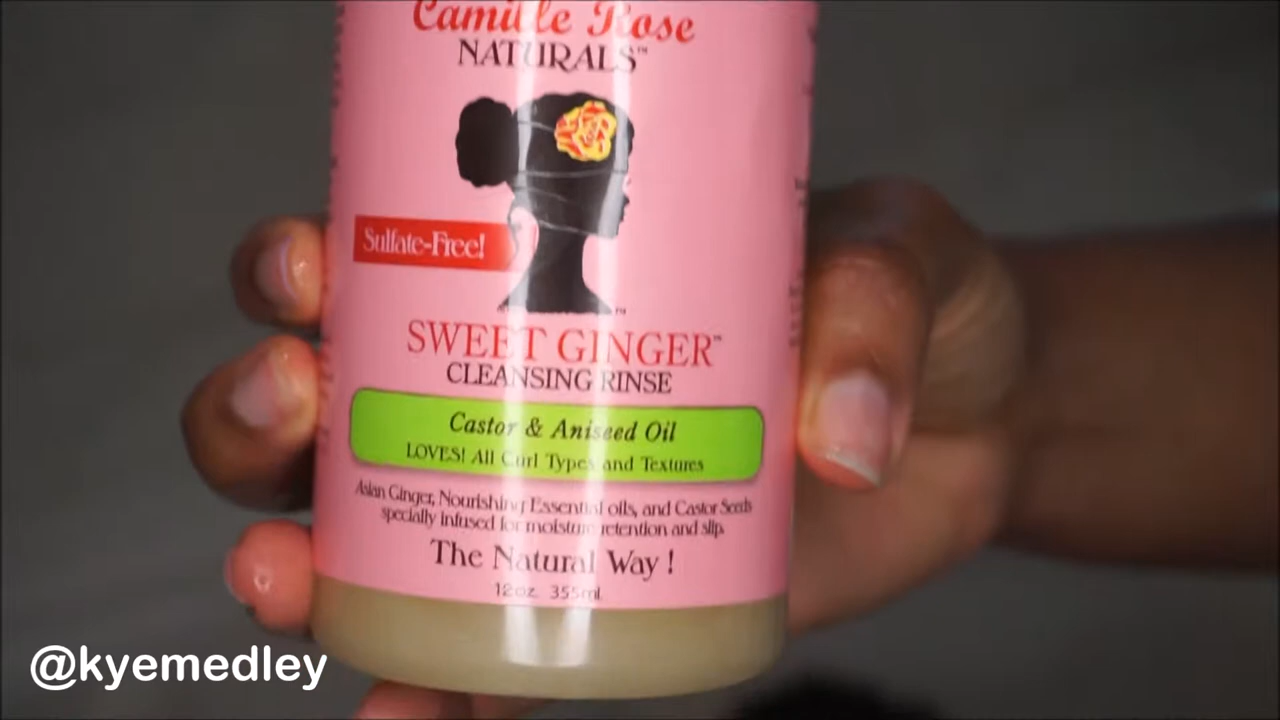 Camille Rose
NATURALS™
Sulfate-Free!
SWEET GINGER™
CLEANSING RINSE
Castor & Aniseed Oil
LOVES! All Curl Types and Textures
Asian Ginger, Nourishing Essential oils, and Castor Seeds
specially infused for moisture retention and slip.
The Natural Way !
12oz. 355ml.
@kyemedley